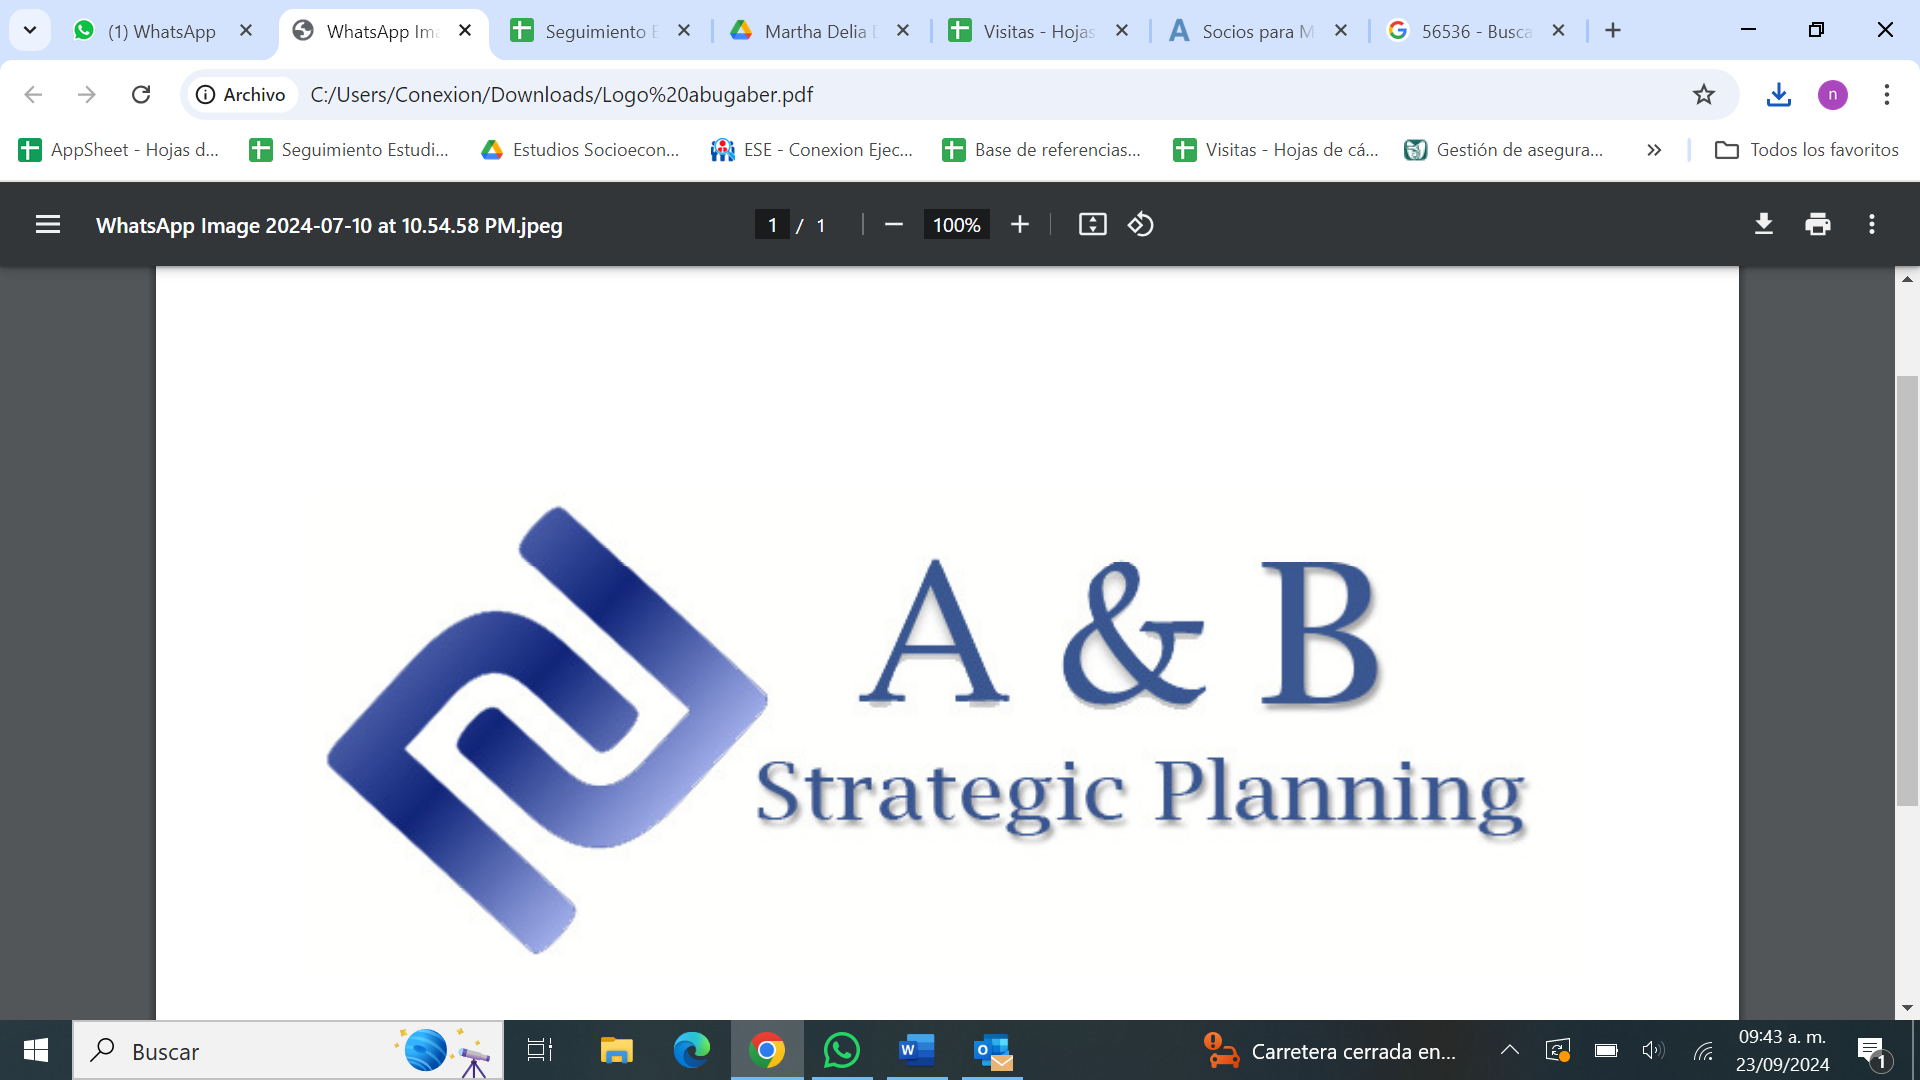 (1) WhatsApp
WhatsApp Im
Seguimiento E
Martha Delia D
Visitas - Hojas
Socios para M
56536 - Busca
Archivo
C:/Users/Conexion/Downloads/Logo%20abugaber.pdf
n
AppSheet - Hojas d...
Seguimiento Estudi...
Estudios Socioecon...
ESE - Conexion Ejec...
Base de referencias...
Visitas - Hojas de cá...
Gestión de asegura...
Todos los favoritos
WhatsApp Image 2024-07-10 at 10.54.58 PM.jpeg
1 / 1
100%
A & B
Strategic Planning
Buscar
Carretera cerrada en...
09:43 a. m.
23/09/2024
1